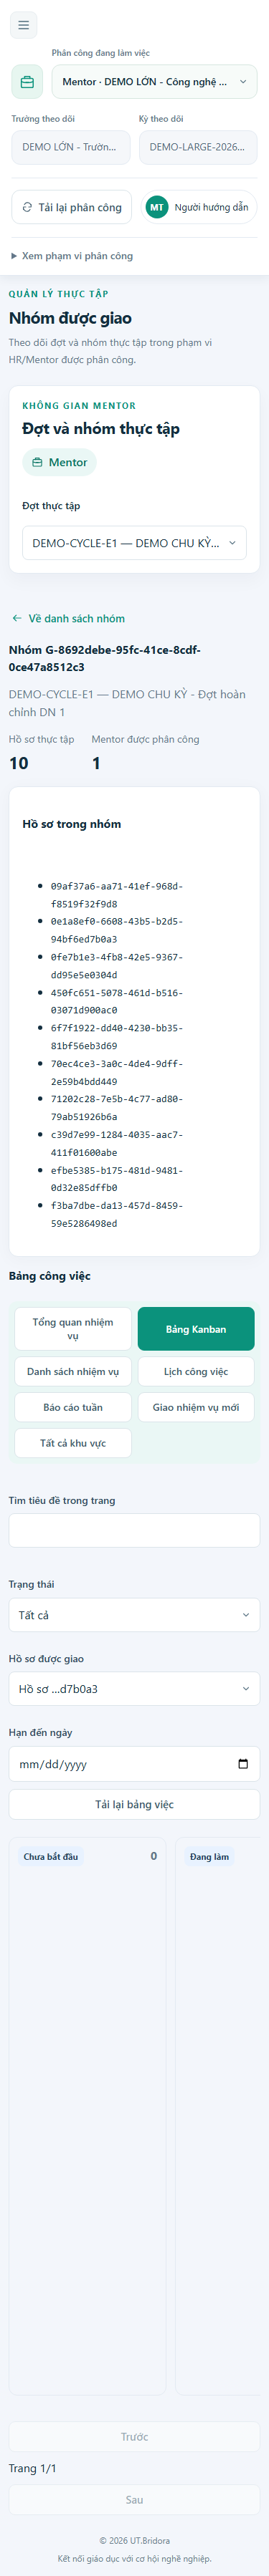 Phân công đang làm việc
Mentor · DEMO LỚN - Công nghệ ...
Trường theo dõi
Kỳ theo dõi
DEMO LỚN - Trườn...
DEMO-LARGE-2026...
Tải lại phân công
MT
Người hướng dẫn
Xem phạm vi phân công
QUẢN LÝ THỰC TẬP
Nhóm được giao
Theo dõi đợt và nhóm thực tập trong phạm vi
HR/Mentor được phân công.
KHÔNG GIAN MENTOR
Đợt và nhóm thực tập
Mentor
Đợt thực tập
DEMO-CYCLE-E1 — DEMO CHU KỲ...
Về danh sách nhóm
Nhóm G-8692debe-95fc-41ce-8cdf-
0ce47a8512c3
DEMO-CYCLE-E1 — DEMO CHU KỲ - Đợt hoàn
chỉnh DN 1
Hồ sơ thực tập
Mentor được phân công
10
1
Hồ sơ trong nhóm
09af37a6-aa71-41ef-968d-
f8519f32f9d8
0e1a8ef0-6608-43b5-b2d5-
94bf6ed7b0a3
0fe7b1e3-4fb8-42e5-9367-
dd95e5e0304d
450fc651-5078-461d-b516-
03071d900ac0
6f7f1922-dd40-4230-bb35-
81bf56eb3d69
70ec4ce3-3a0c-4de4-9dff-
2e59b4bdd449
71202c28-7e5b-4c77-ad80-
79ab51926b6a
c39d7e99-1284-4035-aac7-
411f01600abe
efbe5385-b175-481d-9481-
0d32e85dffb0
f3ba7dbe-da13-457d-8459-
59e5286498ed
Bảng công việc
Tổng quan nhiệm
vụ
Bảng Kanban
Danh sách nhiệm vụ
Lịch công việc
Báo cáo tuần
Giao nhiệm vụ mới
Tất cả khu vực
Tìm tiêu đề trong trang
Trạng thái
Tất cả
Hồ sơ được giao
Hồ sơ ...d7b0a3
Hạn đến ngày
mm/dd/yyyy
Tải lại bảng việc
Chưa bắt đầu
0
Đang làm
Trước
Trang 1/1
Sau
© 2026 UT.Bridora
Kết nối giáo dục với cơ hội nghề nghiệp.